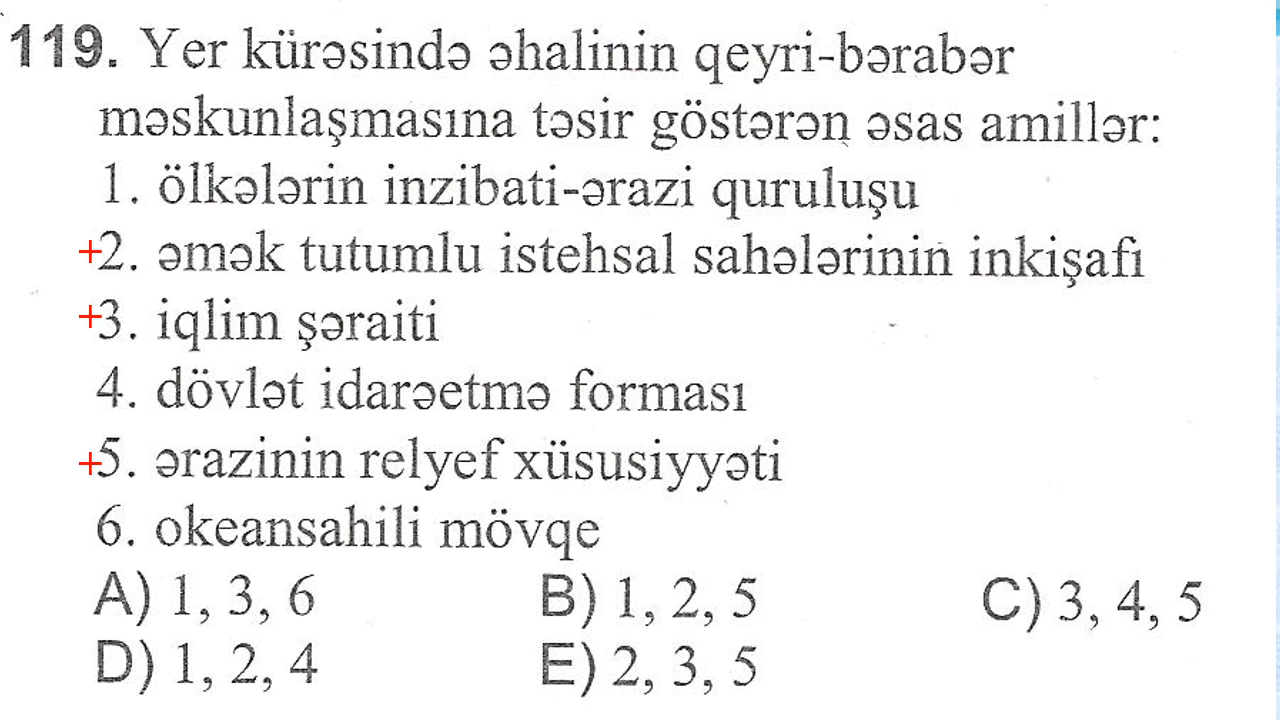 119. Yer kürəsində əhalinin qeyri-bərabər
məskunlaşmasına təsir göstərən əsas amillər:
1. ölkələrin inzibati-ərazi quruluşu
+2. əmək tutumlu istehsal sahələrinin inkişafı
+3. iqlim şəraiti
4. dövlət idarəetmə forması
+5. ərazinin relyef xüsusiyyəti
6. okeansahili mövqe
A) 1, 3, 6 B) 1, 2, 5 C) 3, 4, 5
D) 1, 2, 4 E) 2, 3, 5